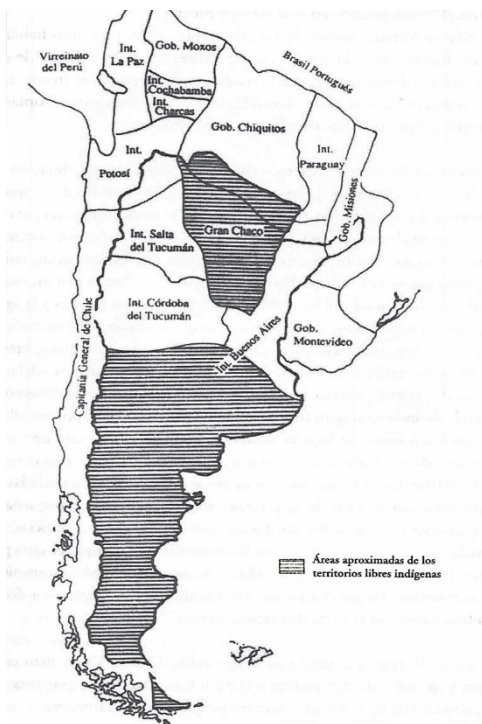 Virreinato
del Perú
Int.
La Paz
Gob. Moxos
Int.
Cochabamba
Int.
Charcas
Brasil Portugués
Gob. Chiquitos
Int.
Potosí
Int.
Paraguay
Gob. Misiones
Int. Salta
del Tucumán
Gran Chaco
Int. Córdoba
del Tucumán
Int. Buenos Aires
Gob.
Montevideo
Capitanía General de Chile
Áreas aproximadas de los
territorios libres indígenas